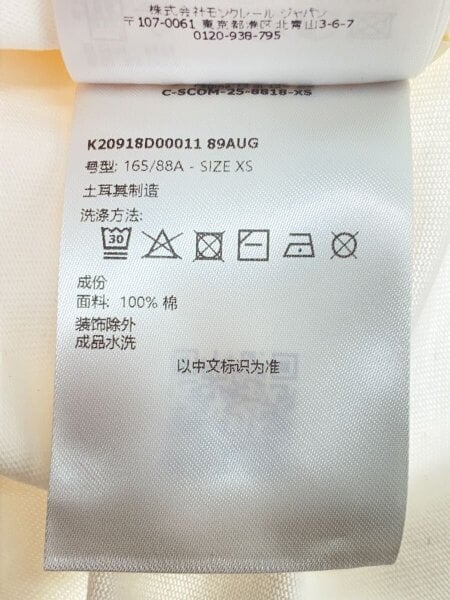 株式会社モンクレール ジャパン
〒107-0061 東京都港区北青山3-6-7
0120-938-795
C-SCOM-25-8818-XS
K20918D00011 89AUG
号型: 165/88A - SIZE XS
土耳其制造
洗涤方法:
30
成份
面料: 100% 棉
装饰除外
成品水洗
以中文标识为准